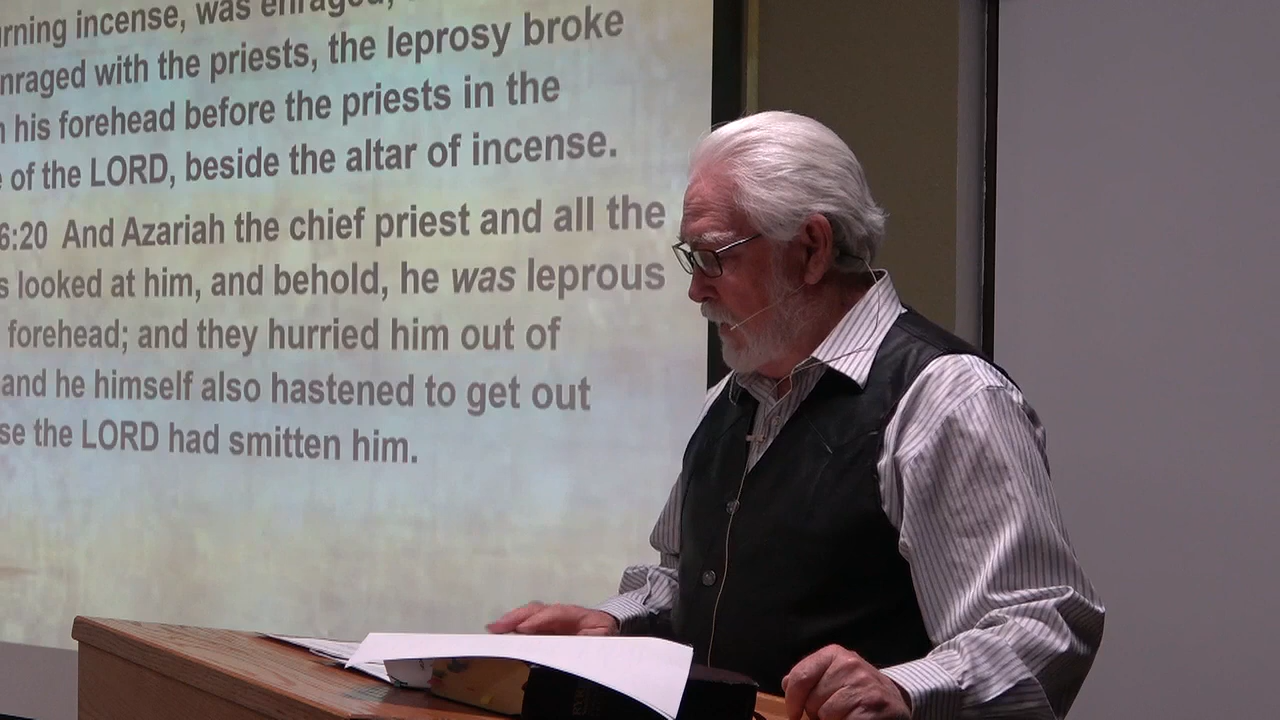 rning incense, was enraged,
nraged with the priests, the leprosy broke
his forehead before the priests in the
of the LORD, beside the altar of incense.
6:20 And Azariah the chief priest and all the
s looked at him, and behold, he was leprous
forehead; and they hurried him out of
and he himself also hastened to get out
se the LORD had smitten him.